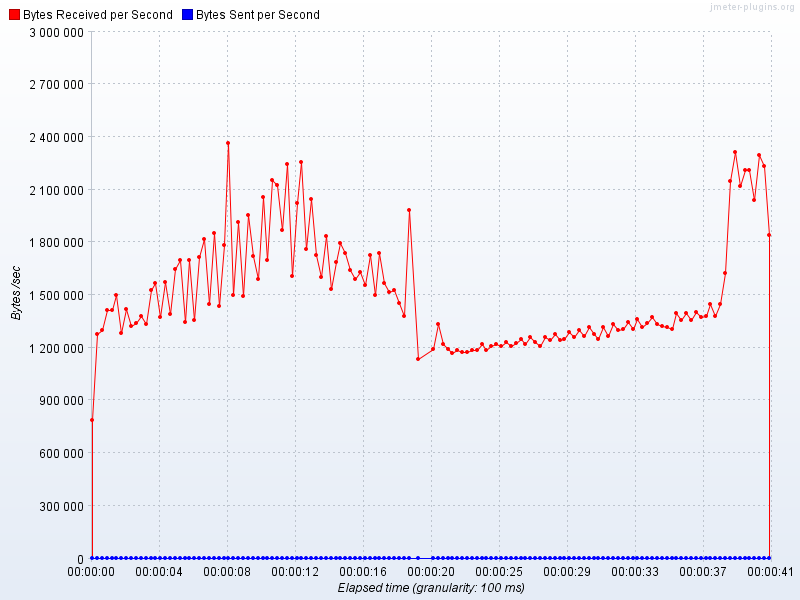 jmeter-plugins.org
Bytes Received per Second Bytes Sent per Second
3 000 000
2 700 000
2 400 000
2 100 000
1 800 000
1 500 000
1 200 000
900 000
600 000
300 000
0
Bytes /sec
00:00:00 00:00:04 00:00:08 00:00:12 00:00:16 00:00:20 00:00:25 00:00:29 00:00:33 00:00:37 00:00:41
Elapsed time (granularity: 100 ms)